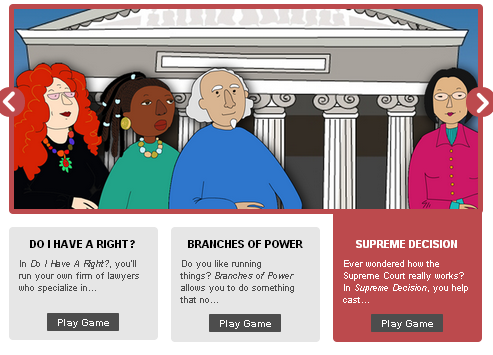 DO I HAVE A RIGHT?
In Do I Have A Right?, you'll
run your own firm of lawyers
who specialize in...
Play Game
BRANCHES OF POWER
Do you like running
things? Branches of Power
allows you to do something
that no...
Play Game
SUPREME DECISION
Ever wondered how the
Supreme Court really works?
In Supreme Decision, you help
cast...
Play Game